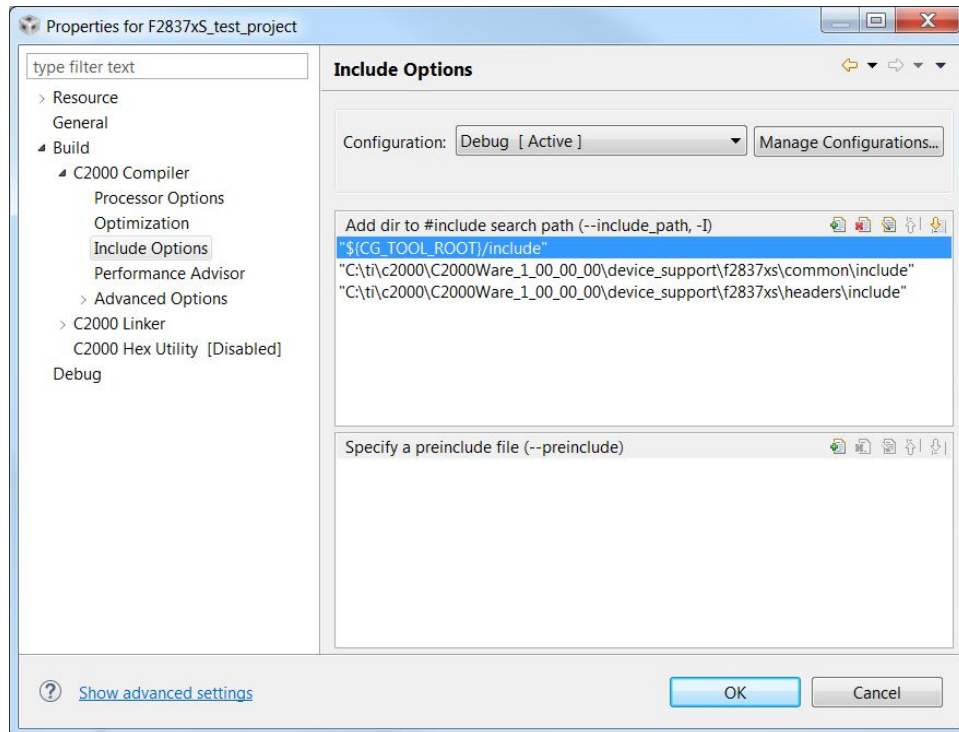 Properties for F2837xS_test_project
type filter text
Resource
General
Build
C2000 Compiler
Processor Options
Optimization
Include Options
Performance Advisor
Advanced Options
C2000 Linker
C2000 Hex Utility [Disabled]
Debug
Include Options
Configuration: Debug [ Active ] Manage Configurations...
Add dir to #include search path (--include_path, -I)
"${CG_TOOL_ROOT}/include"
"C:\ti\c2000\C2000Ware_1_00_00_00\device_support\f2837xs\common\include"
"C:\ti\c2000\C2000Ware_1_00_00_00\device_support\f2837xs\headers\include"
Specify a preinclude file (--preinclude)
? Show advanced settings
OK Cancel